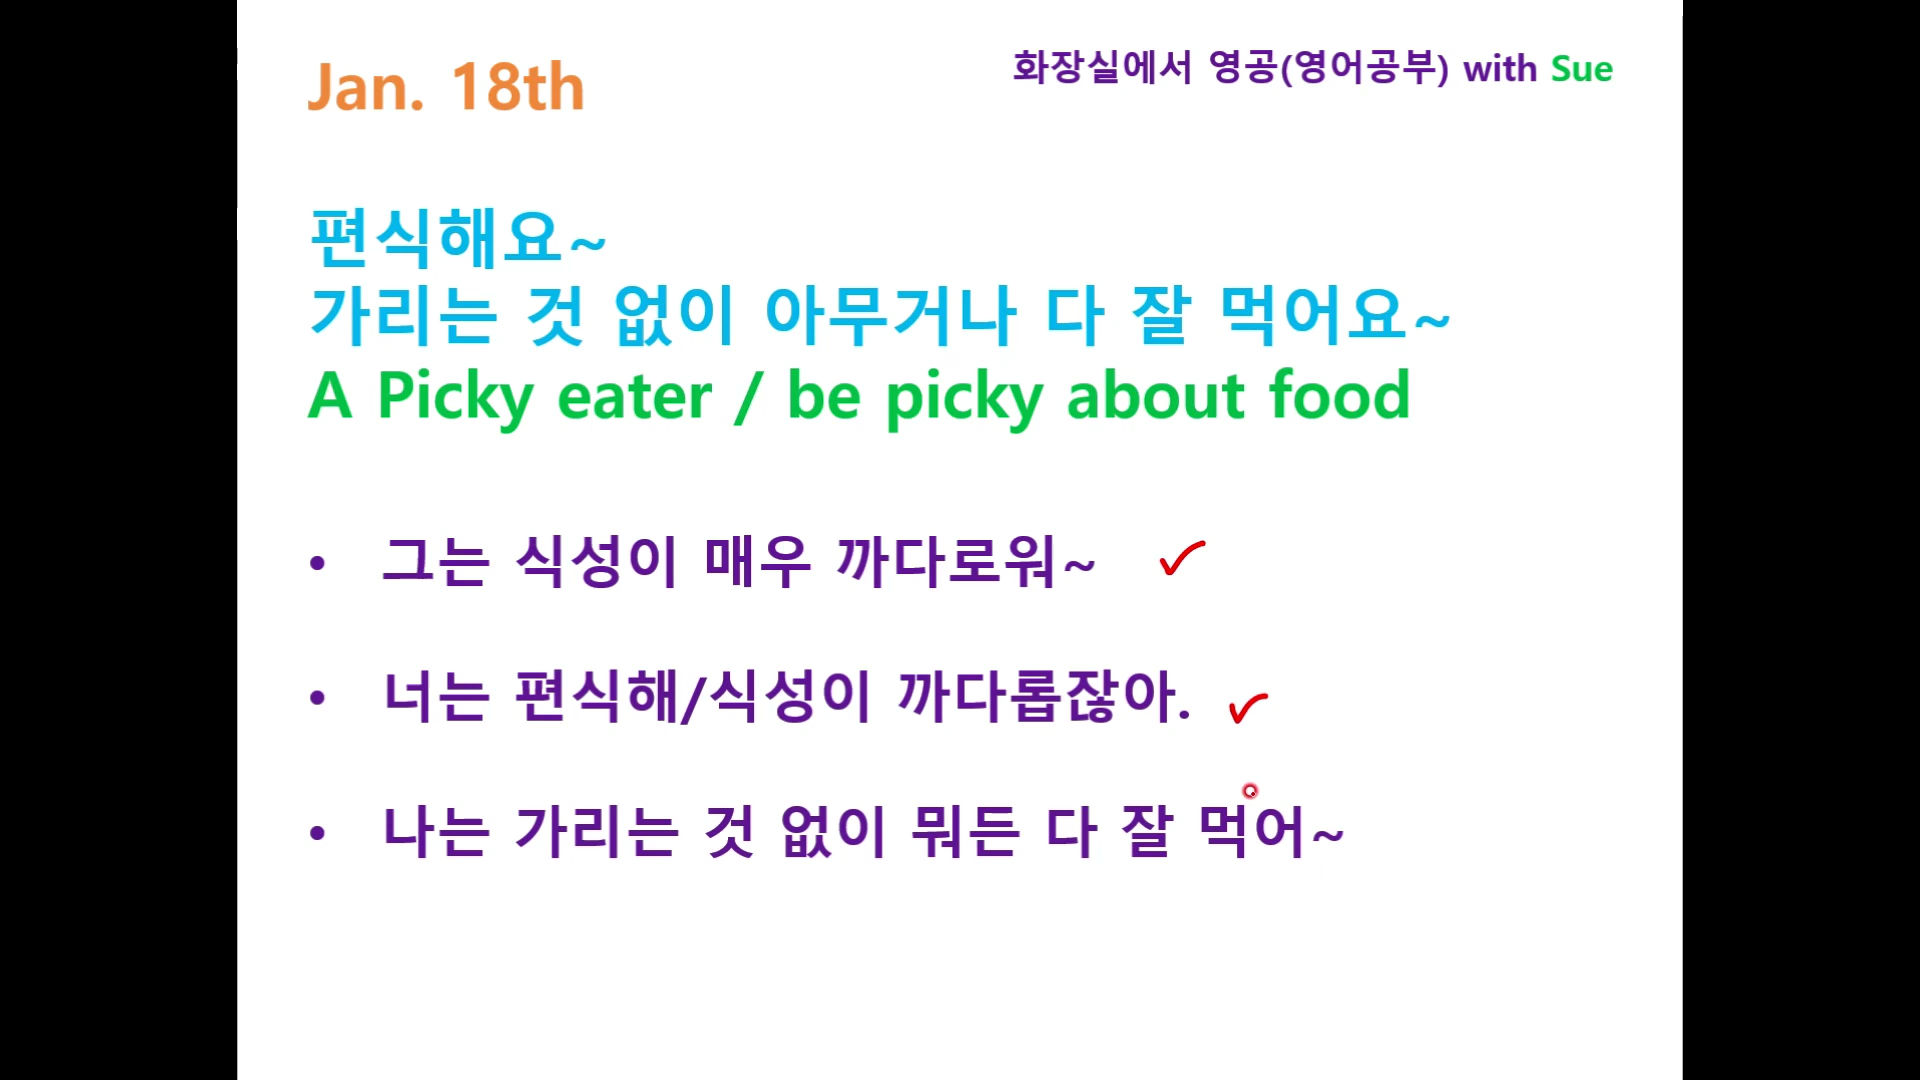 Jan. 18th
화장실에서 영공(영어공부) with Sue
편식해요~
가리는 것 없이 아무거나 다 잘 먹어요~
A Picky eater / be picky about food
• 그는 식성이 매우 까다로워~
• 너는 편식해/식성이 까다롭잖아.
• 나는 가리는 것 없이 뭐든 다 잘 먹어~